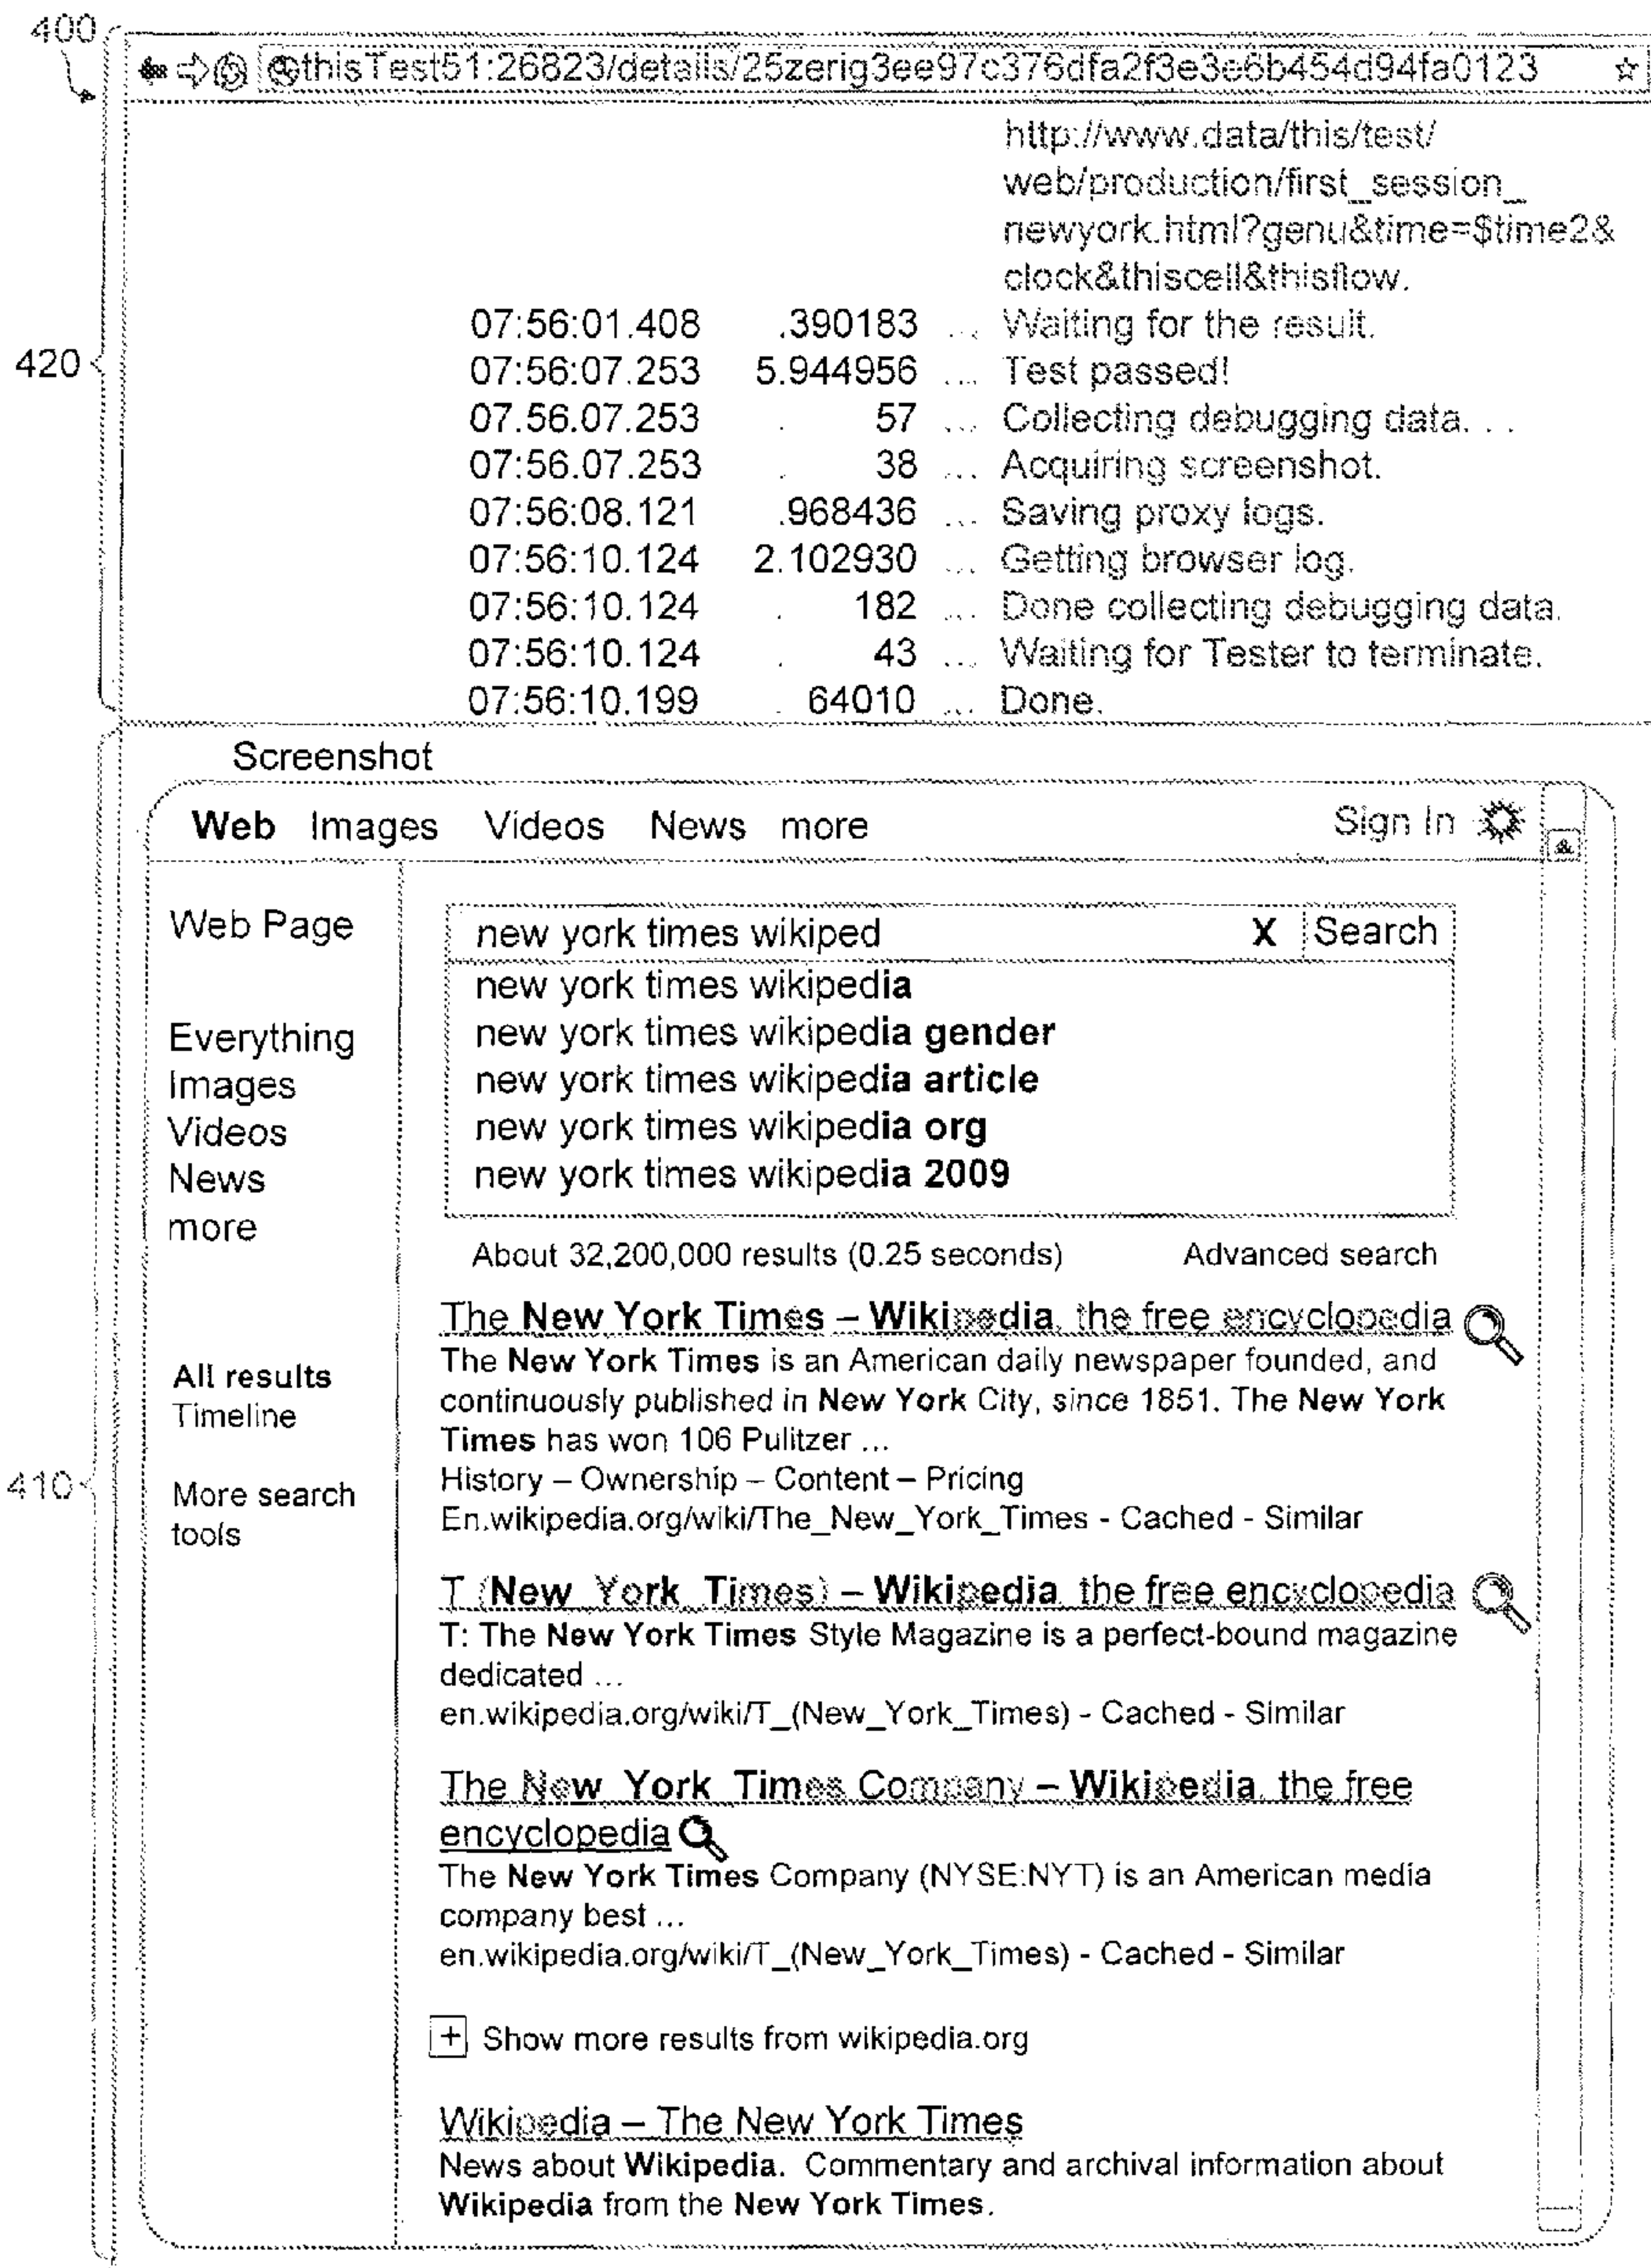 400
thisTest51:26823/details/25zerig3ee97c376dfa2f3e3e6b454d94fa0123
http://www.data/this/test/
web/production/first_session_
newyork.html?genu&time=$time2&
clock&thiscell&thisflow.
420
07:56:01.408 .390183 ... Waiting for the result.
07:56:07.253 5.944956 ... Test passed!
07.56.07.253 . 57 ... Collecting debugging data. . .
07:56.07.253 . 38 ... Acquiring screenshot.
07:56:08.121 .968436 ... Saving proxy logs.
07:56:10.124 2.102930 ... Getting browser log.
07:56:10.124 . 182 ... Done collecting debugging data.
07:56:10.124 . 43 ... Waiting for Tester to terminate.
07:56:10.199 . 64010 ... Done.
Screenshot
Web Images Videos News more Sign In
Web Page
Everything
Images
Videos
News
more
All results
Timeline
More search
tools
410
new york times wikiped X Search
new york times wikipedia
new york times wikipedia gender
new york times wikipedia article
new york times wikipedia org
new york times wikipedia 2009
About 32,200,000 results (0.25 seconds) Advanced search
The New York Times – Wikipedia, the free encyclopedia
The New York Times is an American daily newspaper founded, and
continuously published in New York City, since 1851. The New York
Times has won 106 Pulitzer ...
History – Ownership – Content – Pricing
En.wikipedia.org/wiki/The_New_York_Times - Cached - Similar
T (New York Times) – Wikipedia, the free encyclopedia
T: The New York Times Style Magazine is a perfect-bound magazine
dedicated ...
en.wikipedia.org/wiki/T_(New_York_Times) - Cached - Similar
The New York Times Company – Wikipedia, the free
encyclopedia
The New York Times Company (NYSE:NYT) is an American media
company best ...
en.wikipedia.org/wiki/T_(New_York_Times) - Cached - Similar
+ Show more results from wikipedia.org
Wikipedia – The New York Times
News about Wikipedia. Commentary and archival information about
Wikipedia from the New York Times.